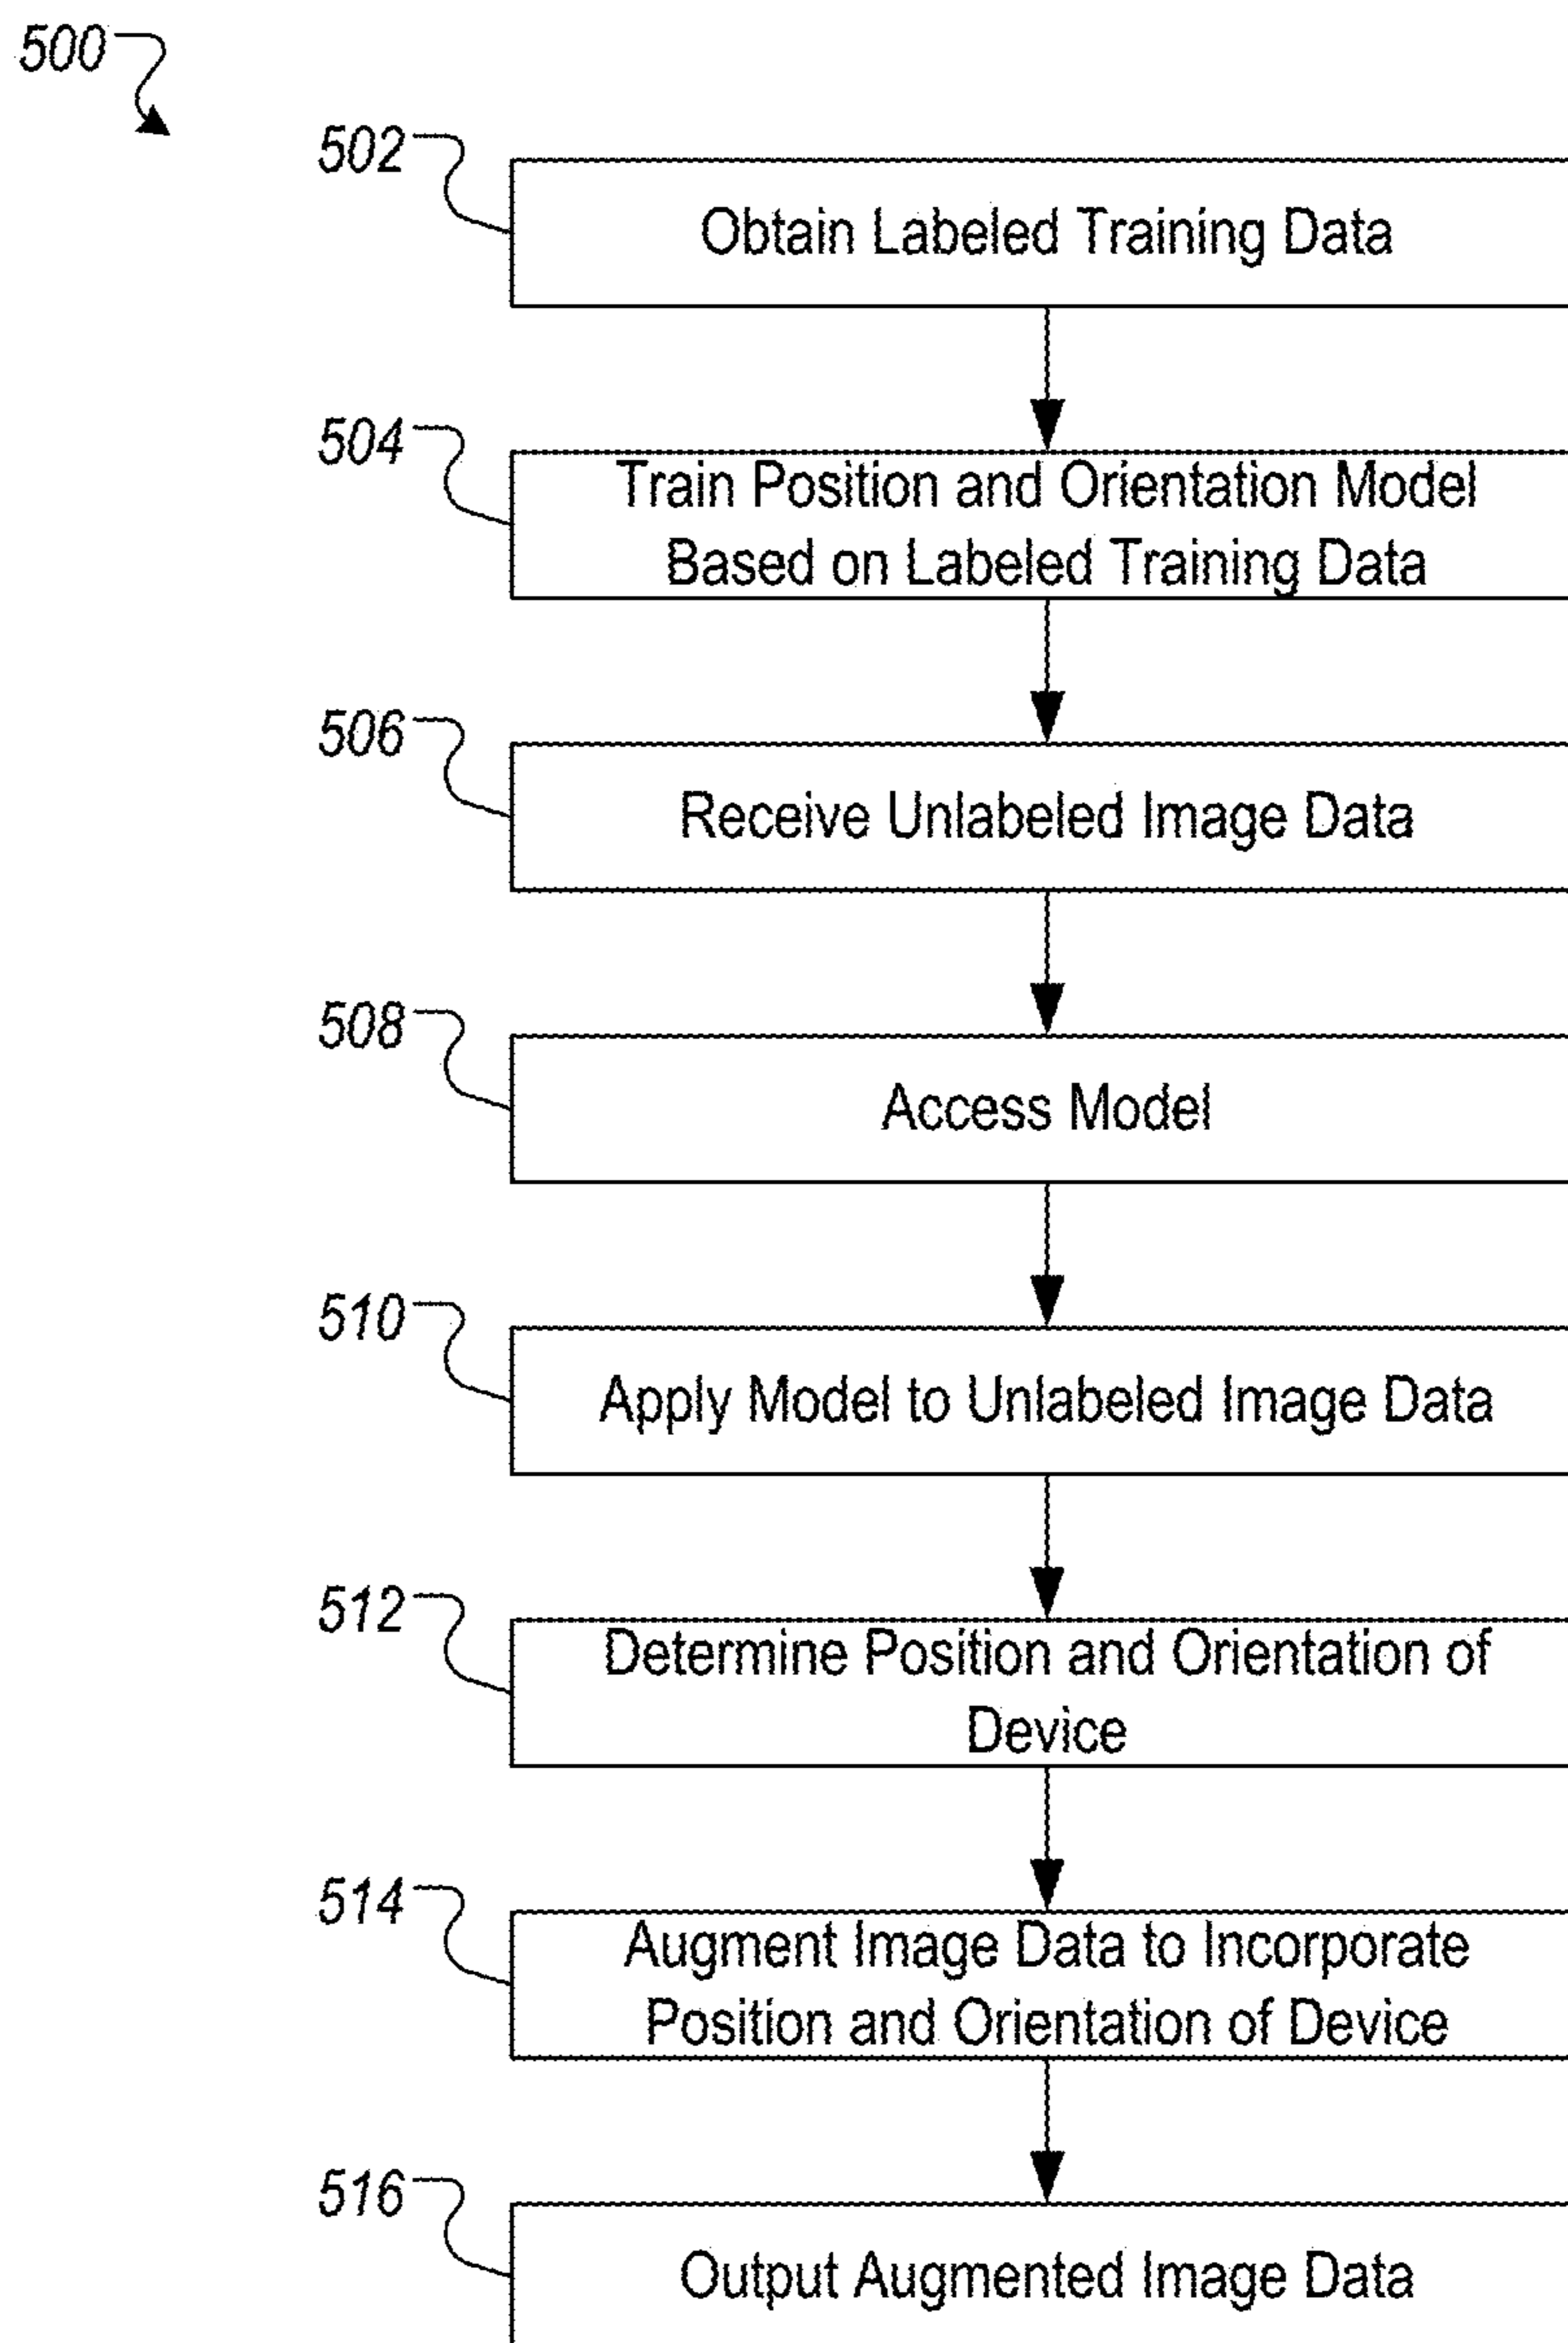 500
502
Obtain Labeled Training Data
504
Train Position and Orientation Model
Based on Labeled Training Data
506
Receive Unlabeled Image Data
508
Access Model
510
Apply Model to Unlabeled Image Data
512
Determine Position and Orientation of
Device
514
Augment Image Data to Incorporate
Position and Orientation of Device
516
Output Augmented Image Data